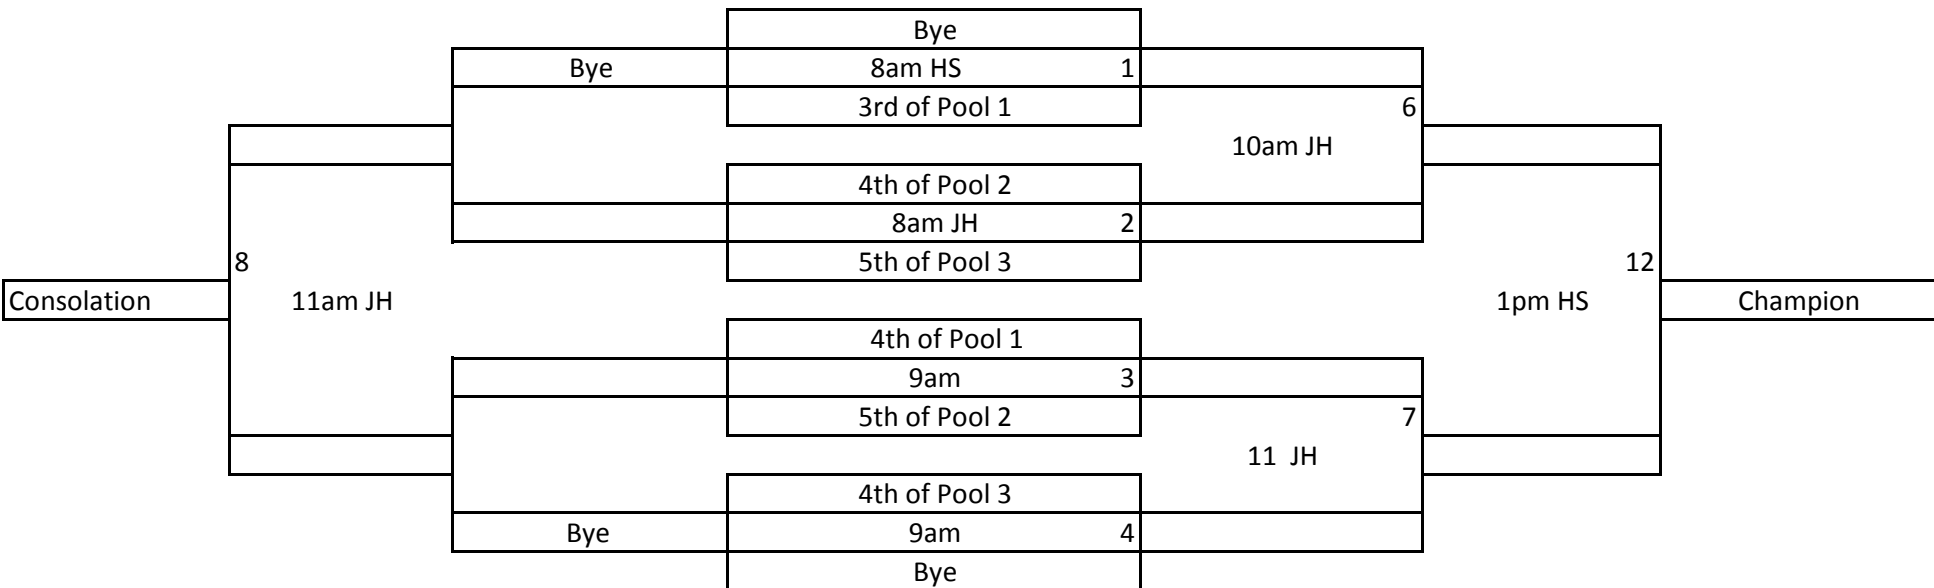 Bye
Bye 8am HS 1
3rd of Pool 1 6
10am JH
4th of Pool 2
8am JH 2
8 5th of Pool 3 12
Consolation 11am JH 1pm HS Champion
4th of Pool 1
9am 3
5th of Pool 2 7
11 JH
4th of Pool 3
Bye 9am 4
Bye